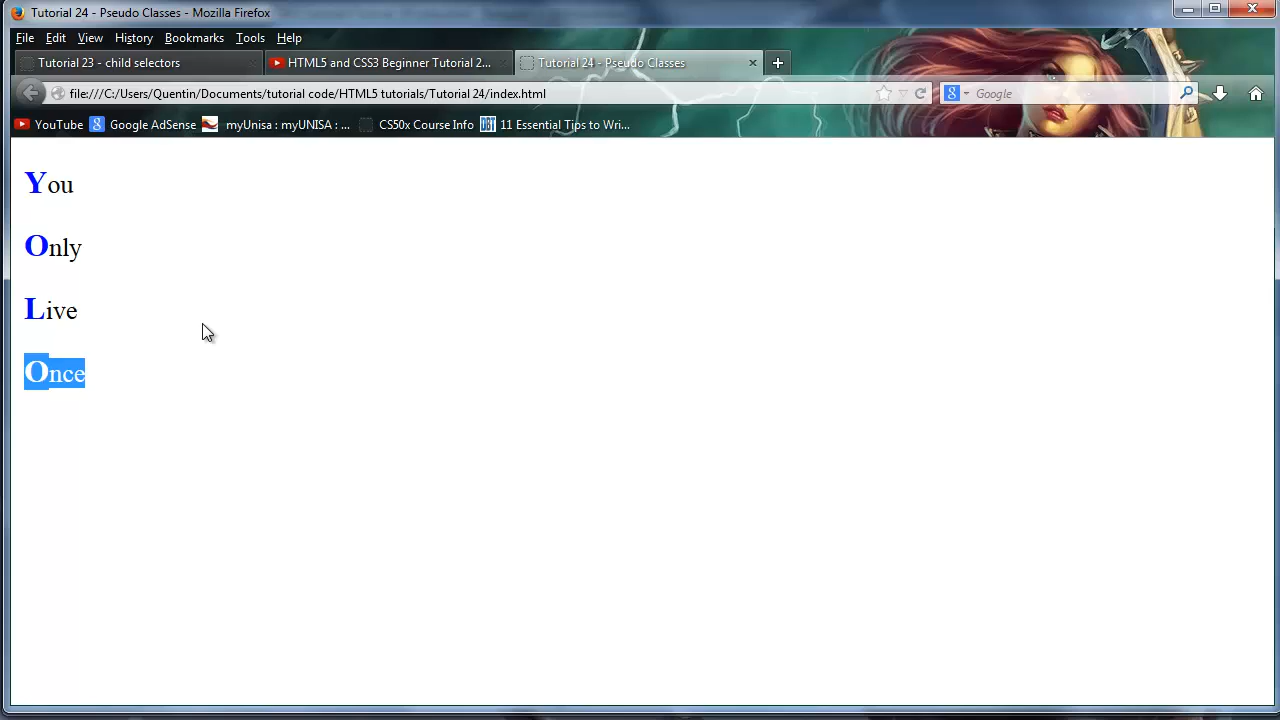 Tutorial 24 - Pseudo Classes - Mozilla Firefox
File Edit View History Bookmarks Tools Help
Tutorial 23 - child selectors HTML5 and CSS3 Beginner Tutorial 2... Tutorial 24 - Pseudo Classes
file:///C:/Users/Quentin/Documents/tutorial code/HTML5 tutorials/Tutorial 24/index.html Google
YouTube Google AdSense myUnisa : myUNISA : ... CS50x Course Info DBT 11 Essential Tips to Wri...
You
Only
Live
Once